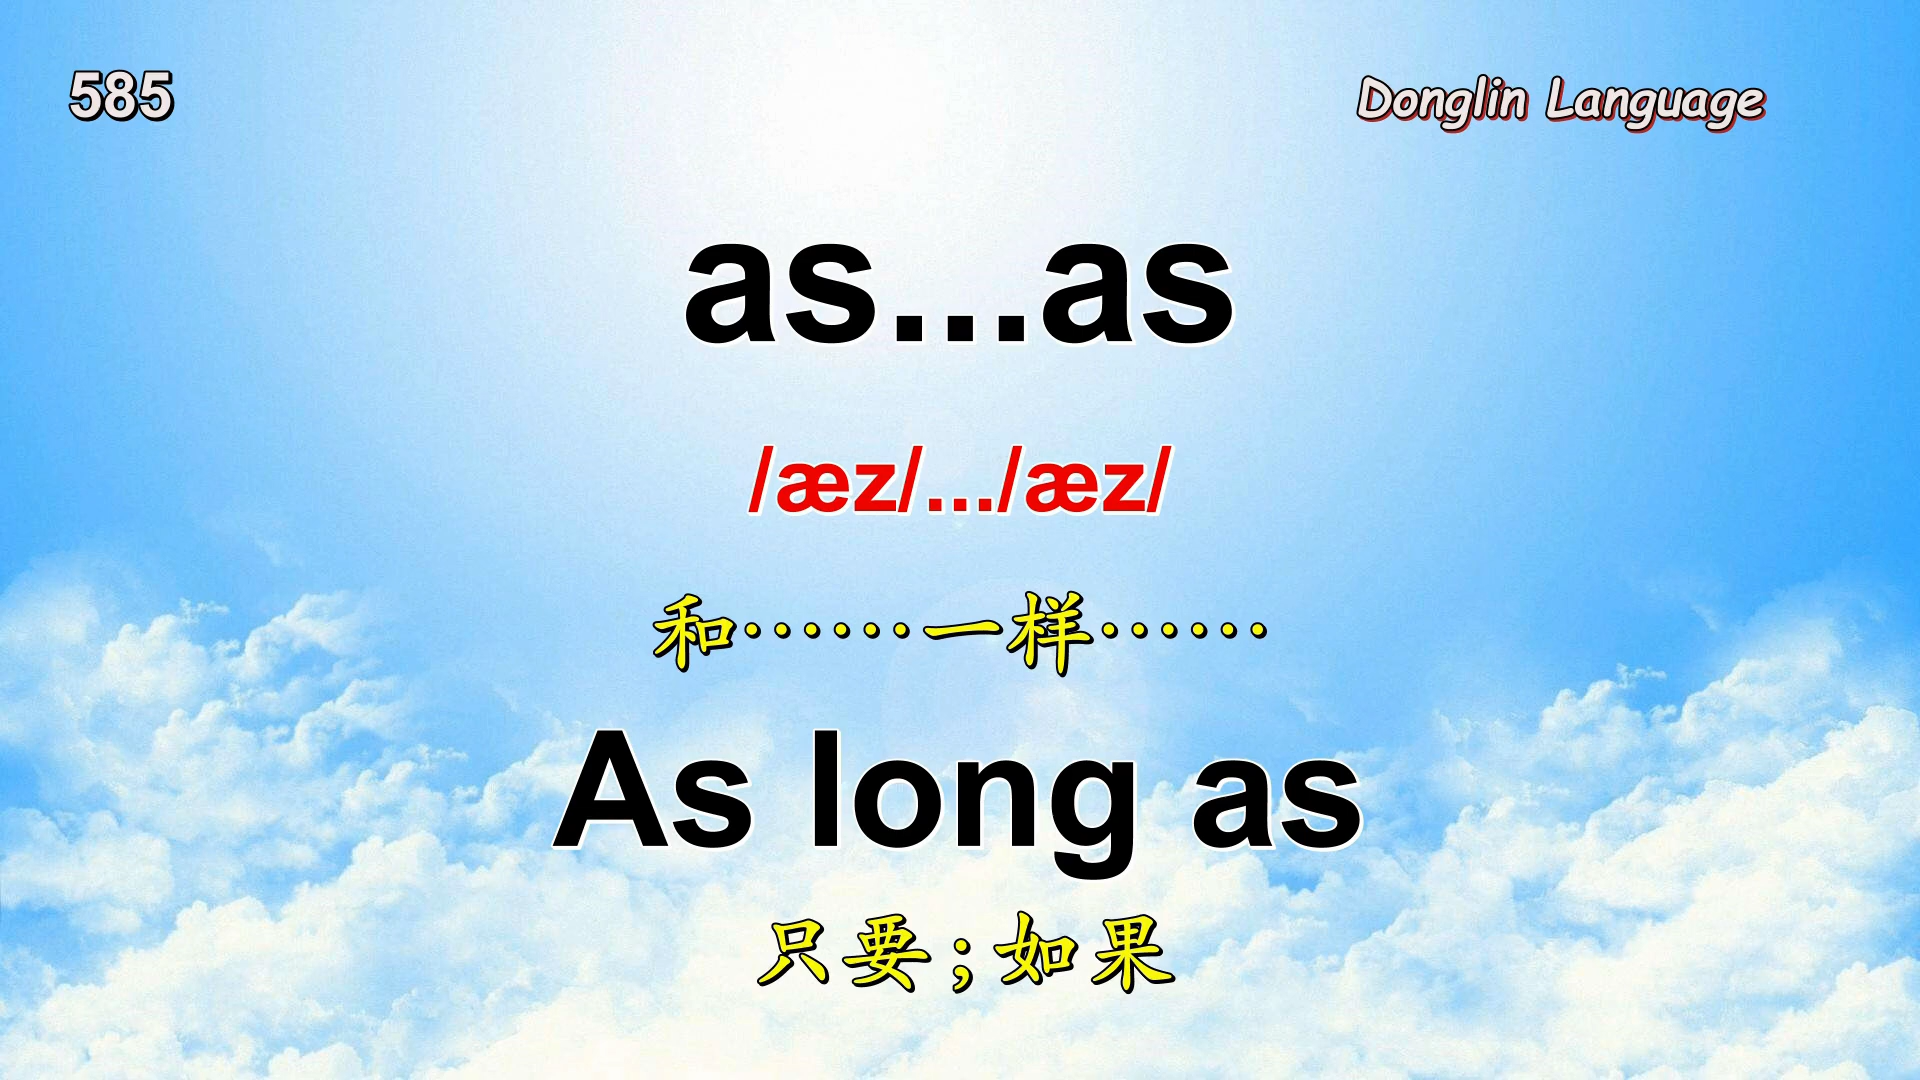 585
Donglin Language
as...as
/æz/.../æz/
和……一样……
As long as
只要;如果